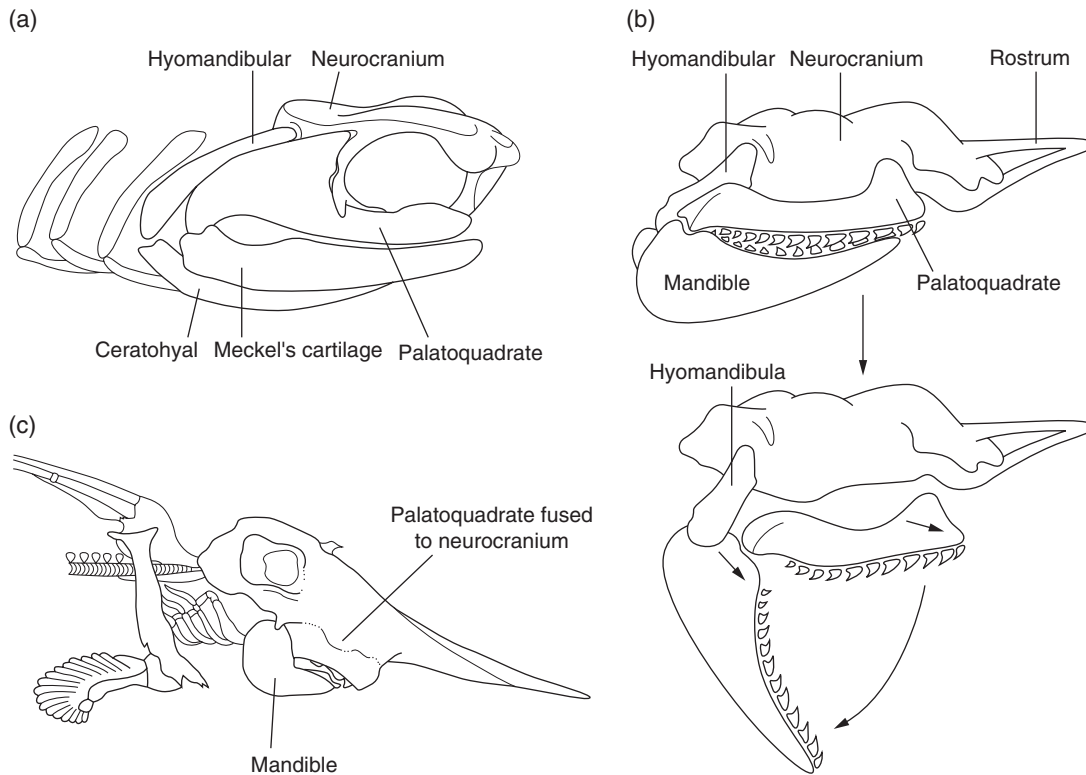 (a)
Hyomandibular Neurocranium
Ceratohyal Meckel's cartilage Palatoquadrate
(b)
Hyomandibular Neurocranium Rostrum
Mandible
Palatoquadrate
Hyomandibula
(c)
Palatoquadrate fused
to neurocranium
Mandible